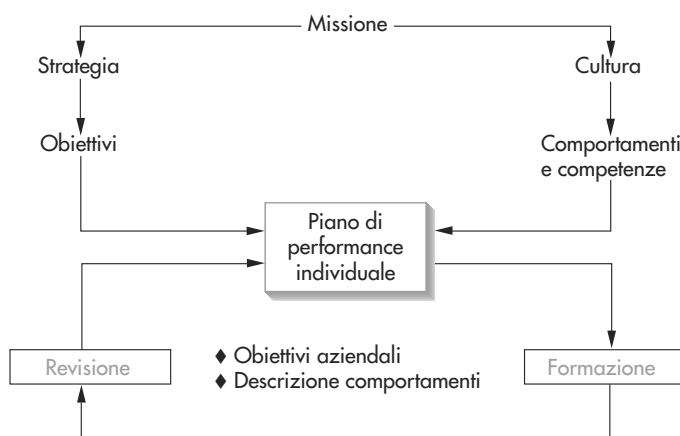 Missione
Strategia
Cultura
Obiettivi
Comportamenti
e competenze
Piano di
performance
individuale
♦ Obiettivi aziendali
♦ Descrizione comportamenti
Revisione
Formazione